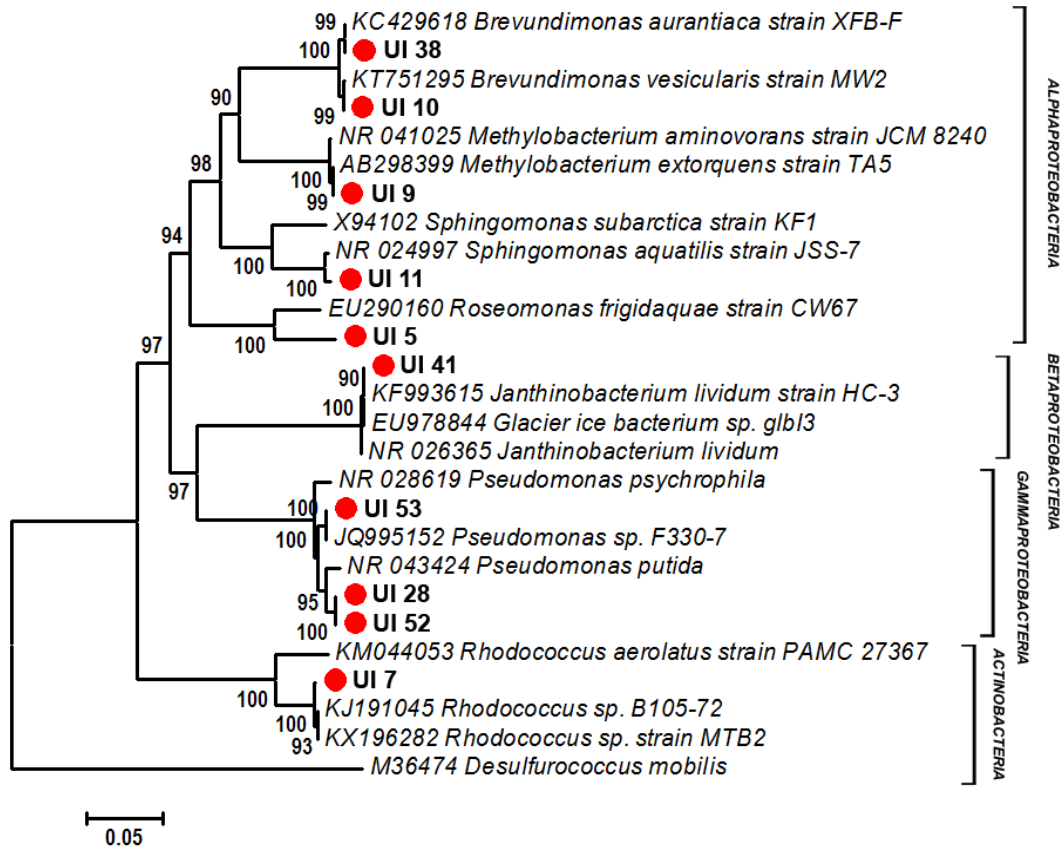 99
KC429618 Brevundimonas aurantiaca strain XFB-F
100
UI 38
KT751295 Brevundimonas vesicularis strain MW2
90
99
UI 10
NR 041025 Methylobacterium aminovorans strain JCM 8240
AB298399 Methylobacterium extorquens strain TA5
98
100
99
UI 9
X94102 Sphingomonas subarctica strain KF1
94
NR 024997 Sphingomonas aquatilis strain JSS-7
100
100
UI 11
EU290160 Roseomonas frigidaquae strain CW67
97
100
UI 5
UI 41
90
KF993615 Janthinobacterium lividum strain HC-3
100
EU978844 Glacier ice bacterium sp. glbI3
NR 026365 Janthinobacterium lividum
97
NR 028619 Pseudomonas psychrophila
100
UI 53
100
JQ995152 Pseudomonas sp. F330-7
NR 043424 Pseudomonas putida
95
UI 28
100
UI 52
KM044053 Rhodococcus aerolatus strain PAMC 27367
100
UI 7
100
KJ191045 Rhodococcus sp. B105-72
93
KX196282 Rhodococcus sp. strain MTB2
M36474 Desulfurococcus mobilis
0.05
ALPHAPROTEOBACTERIA
BETAPROTEOBACTERIA
GAMMAPROTEOBACTERIA
ACTINOBACTERIA